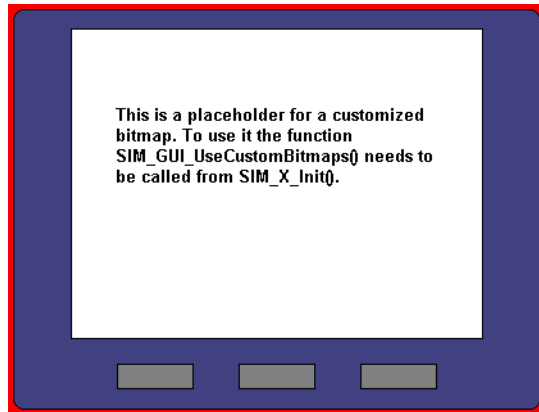 This is a placeholder for a customized
bitmap. To use it the function
SIM_GUI_UseCustomBitmaps() needs to
be called from SIM_X_Init().